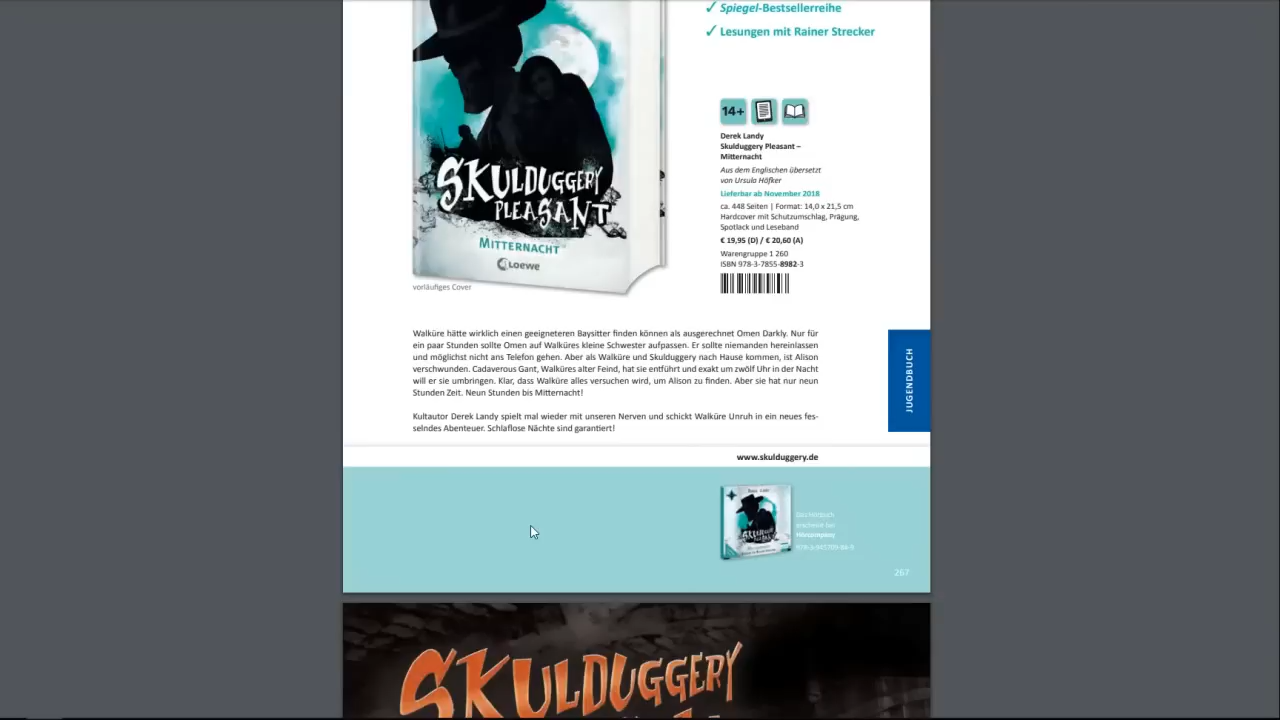 ✓ Spiegel-Bestsellerreihe
✓ Lesungen mit Rainer Strecker
SKULDUGGERY
PLEASANT
MITTERNACHT
Loewe
vorläufiges Cover
14+
Derek Landy
Skulduggery Pleasant –
Mitternacht
Aus dem Englischen übersetzt
von Ursula Höfker
Lieferbar ab November 2018
ca. 448 Seiten | Format: 14,0 x 21,5 cm
Hardcover mit Schutzumschlag, Prägung,
Spotlack und Leseband
€ 19,95 (D) / € 20,60 (A)
Warengruppe 1 260
ISBN 978-3-7855-8982-3
Walküre hätte wirklich einen geeigneteren Baysitter finden können als ausgerechnet Omen Darkly. Nur für
ein paar Stunden sollte Omen auf Walküres kleine Schwester aufpassen. Er sollte niemanden hereinlassen
und möglichst nicht ans Telefon gehen. Aber als Walküre und Skulduggery nach Hause kommen, ist Alison
verschwunden. Cadaverous Gant, Walküres alter Feind, hat sie entführt und exakt um zwölf Uhr in der Nacht
will er sie umbringen. Klar, dass Walküre alles versuchen wird, um Alison zu finden. Aber sie hat nur neun
Stunden Zeit. Neun Stunden bis Mitternacht!
Kultautor Derek Landy spielt mal wieder mit unseren Nerven und schickt Walküre Unruh in ein neues fes-
selndes Abenteuer. Schlaflose Nächte sind garantiert!
JUGENDBUCH
www.skulduggery.de
SKULDUGGERY
PLEASANT
Das Hörbuch
erscheint bei
267
SKULDUGGERY